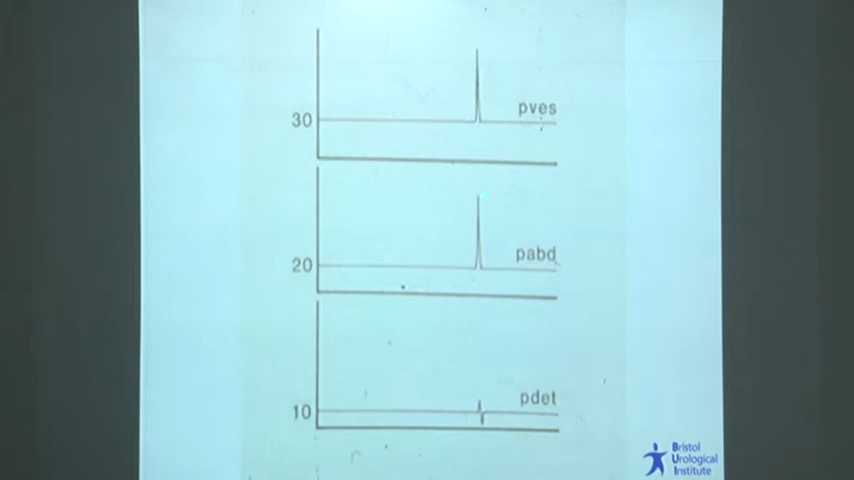 30
pves
20
pabd
10
pdet
Bristol
Urological
Institute